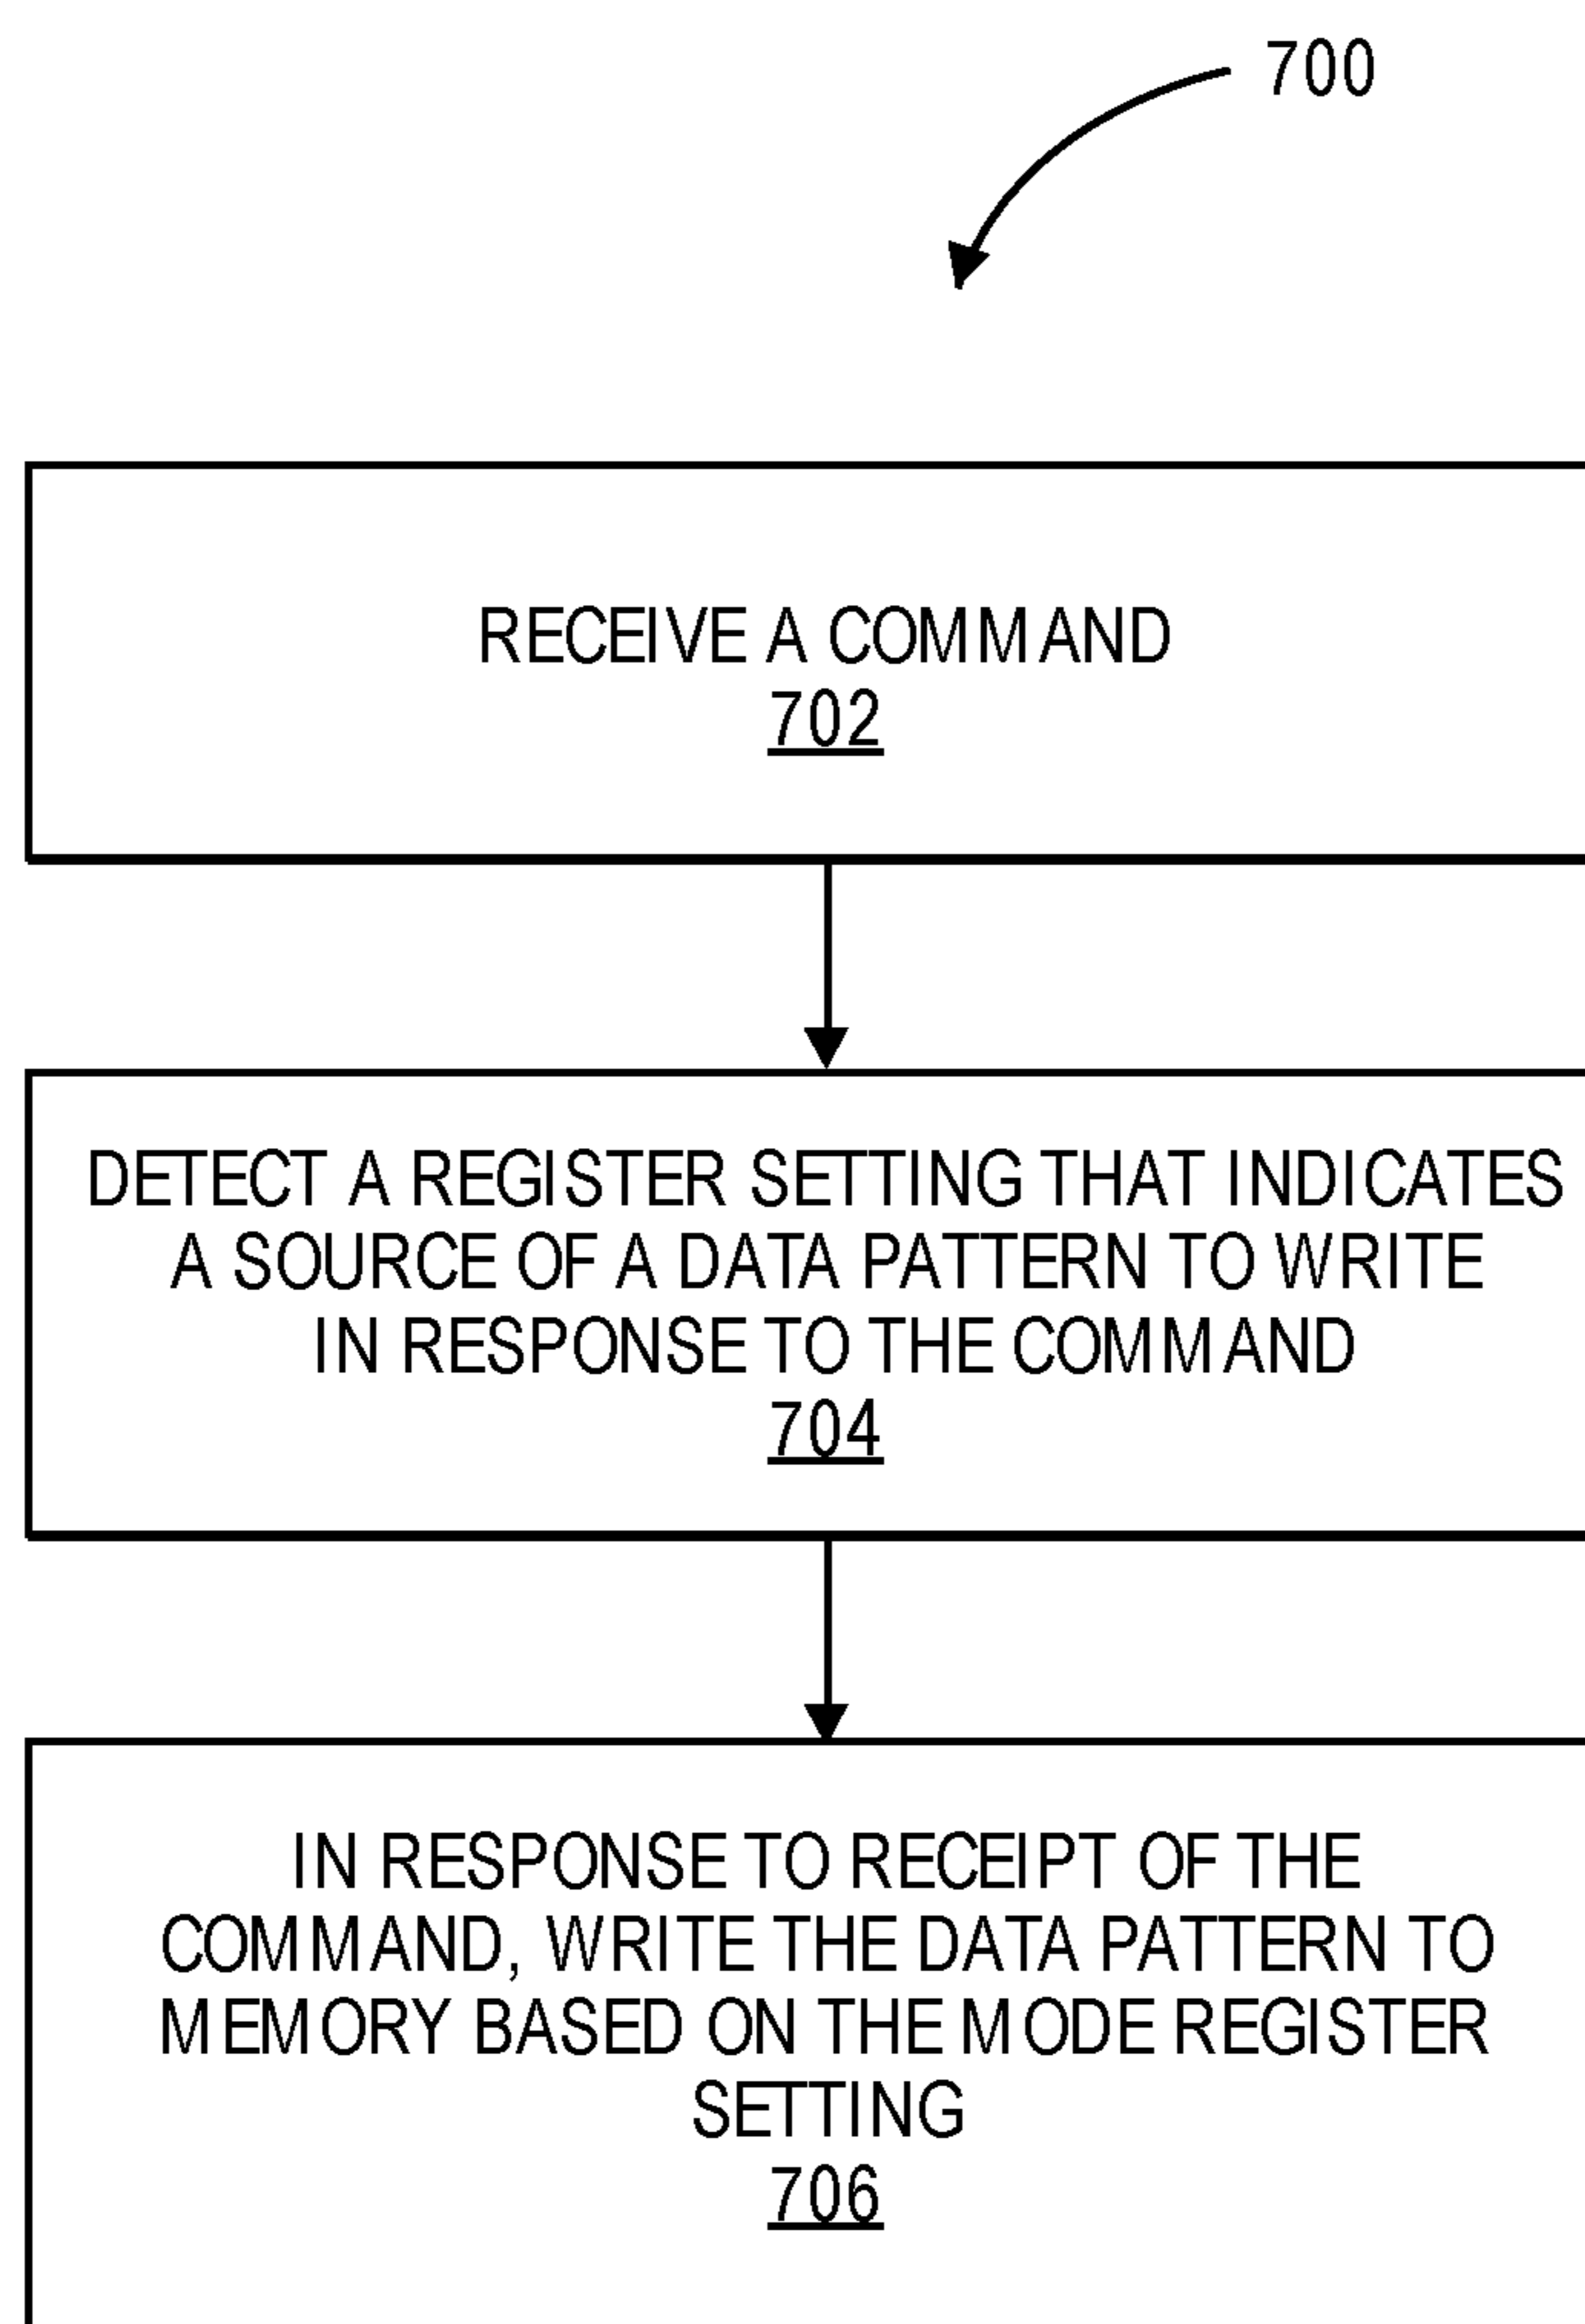 700
RECEIVE A COMMAND
702
DETECT A REGISTER SETTING THAT INDICATES
A SOURCE OF A DATA PATTERN TO WRITE
IN RESPONSE TO THE COMMAND
704
IN RESPONSE TO RECEIPT OF THE
COMMAND, WRITE THE DATA PATTERN TO
MEMORY BASED ON THE MODE REGISTER
SETTING
706